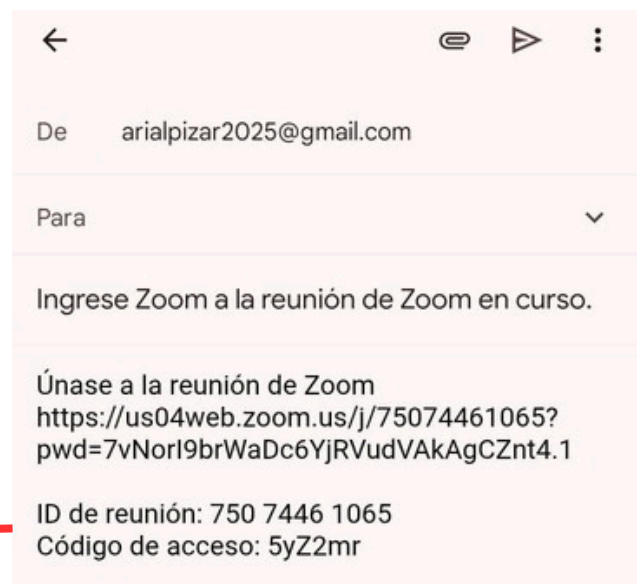 De arialpizar2025@gmail.com
Para
Ingrese Zoom a la reunión de Zoom en curso.
Únase a la reunión de Zoom
https://us04web.zoom.us/j/75074461065?
pwd=7vNorI9brWaDc6YjRVudVAkAgCZnt4.1
ID de reunión: 750 7446 1065
Código de acceso: 5yZ2mr